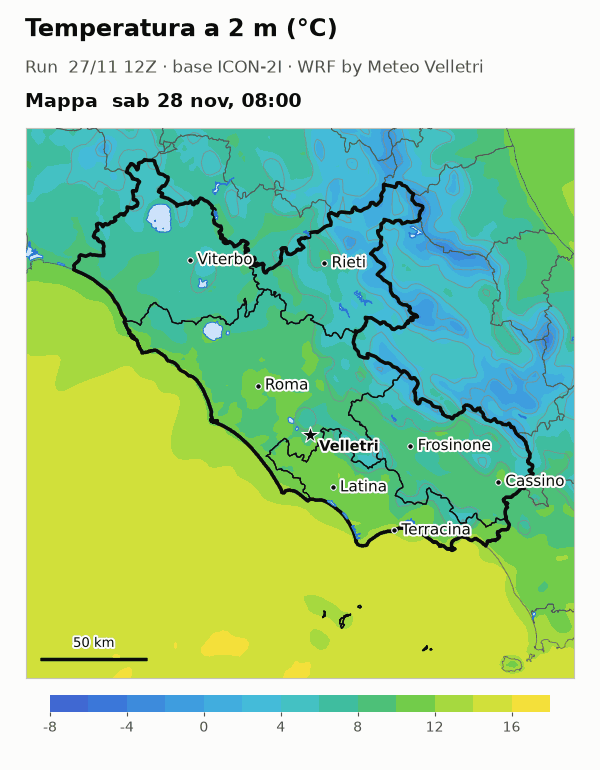 Temperatura a 2 m (°C)
Run  27/11 12Z · base ICON-2I · WRF by Meteo Velletri
Mappa  sab 28 nov, 08:00
Viterbo
Rieti
Roma
Velletri
Frosinone
Cassino
Latina
Terracina
50 km
-8 -4 0 4 8 12 16